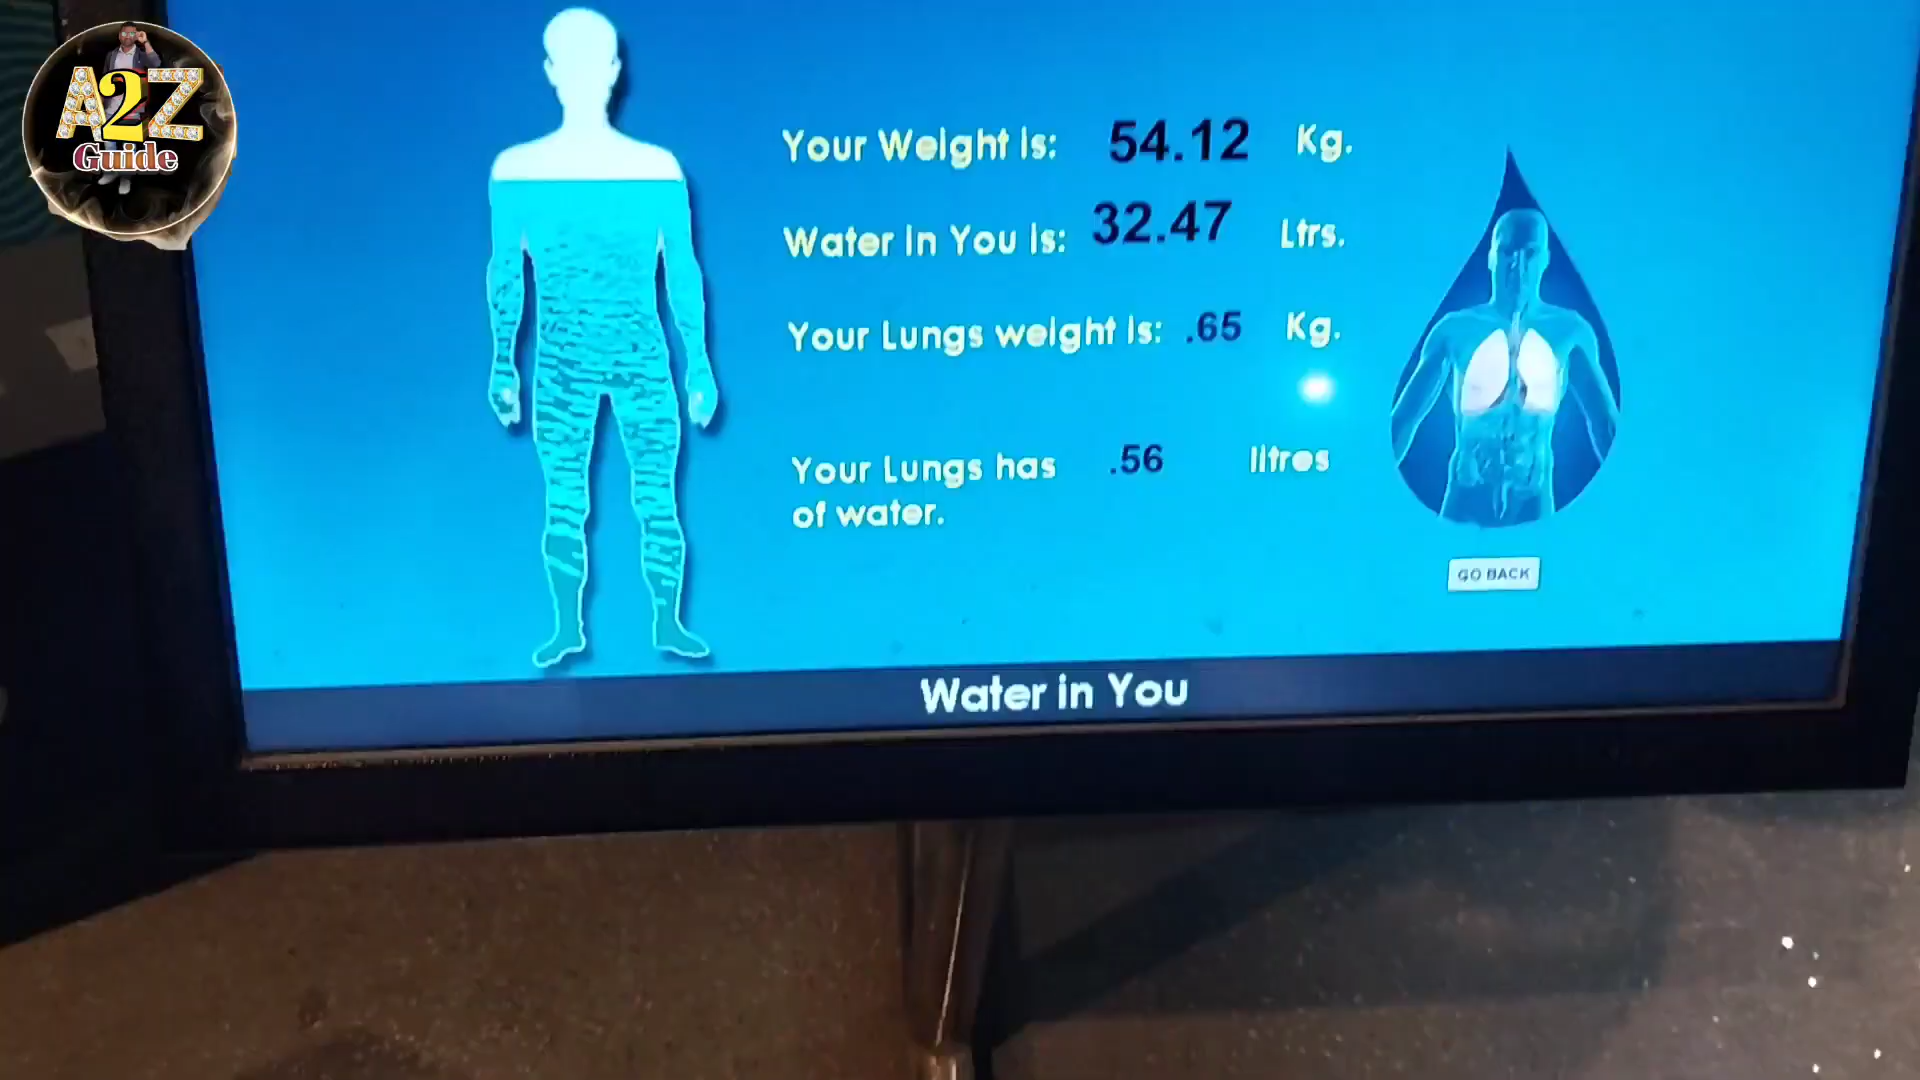 A2Z
Guide
Your Weight is: 54.12 Kg.
Water in You is: 32.47 Ltrs.
Your Lungs weight is: .65 Kg.
Your Lungs has .56 litres
of water.
GO BACK
Water in You